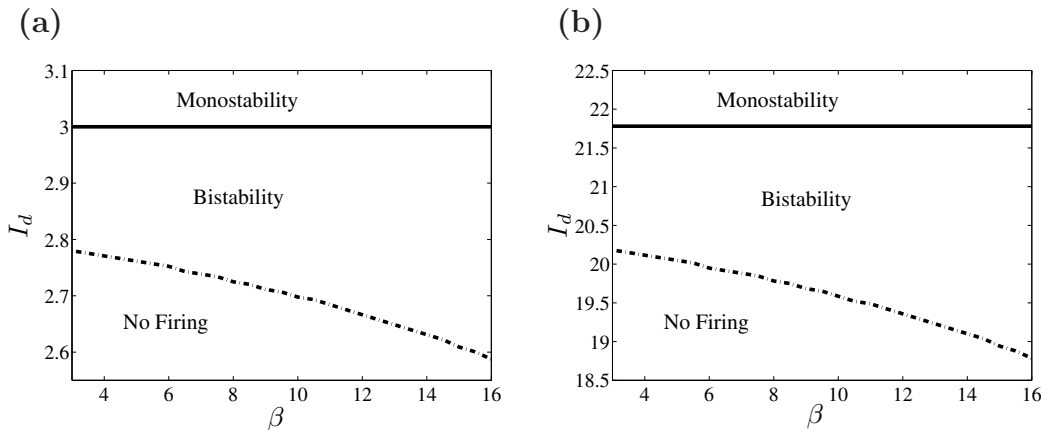 (a)
3.1
3
2.9
2.8
2.7
2.6
I_d
Monostability
Bistability
No Firing
4 6 8 10 12 14 16
β
(b)
22.5
22
21.5
21
20.5
20
19.5
19
18.5
I_d
Monostability
Bistability
No Firing
4 6 8 10 12 14 16
β